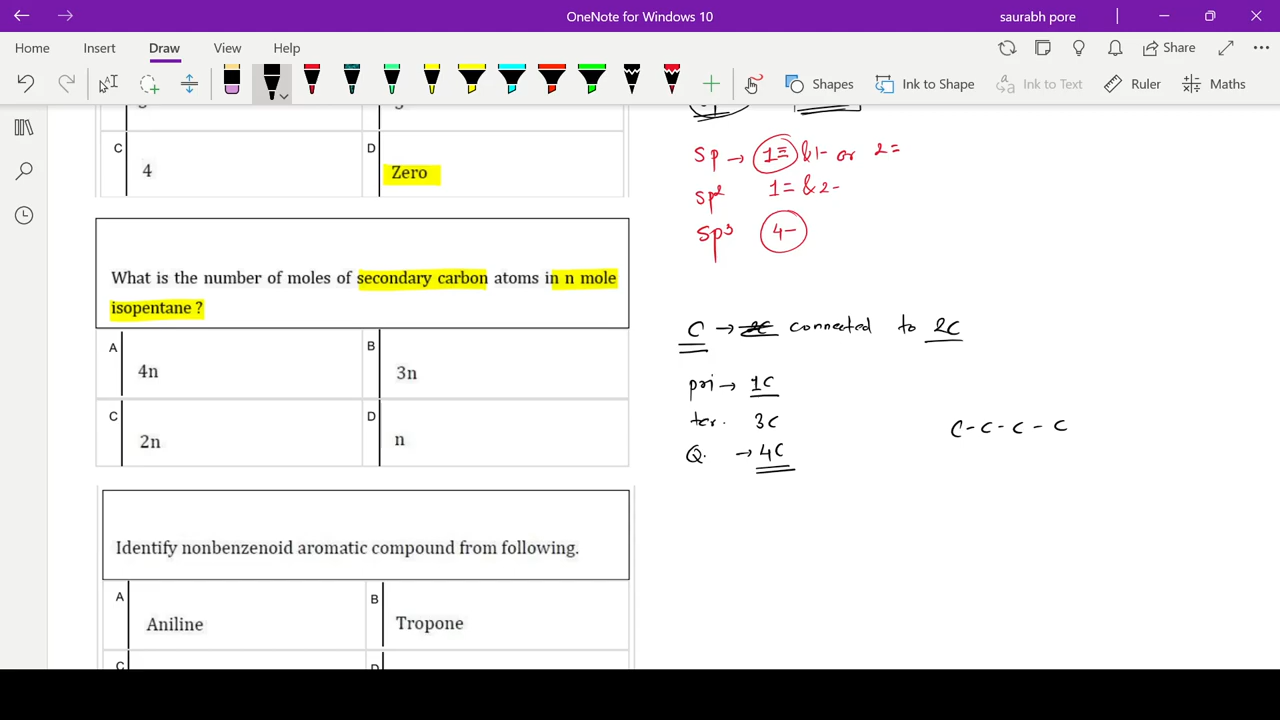 OneNote for Windows 10
saurabh pore
Home Insert Draw View Help
Share
Shapes
Ink to Shape
Ink to Text
Ruler
Maths
C
4
D
Zero
What is the number of moles of secondary carbon atoms in n mole
isopentane ?
A
4n
B
3n
C
2n
D
n
Identify nonbenzenoid aromatic compound from following.
A
Aniline
B
Tropone
C
D
sp → 1≡ &1- or 2=
sp² 1= &2-
sp³ 4-
C → connected to 2C
pri → 1C
ter. 3C
Q. → 4C
C - C - C - C